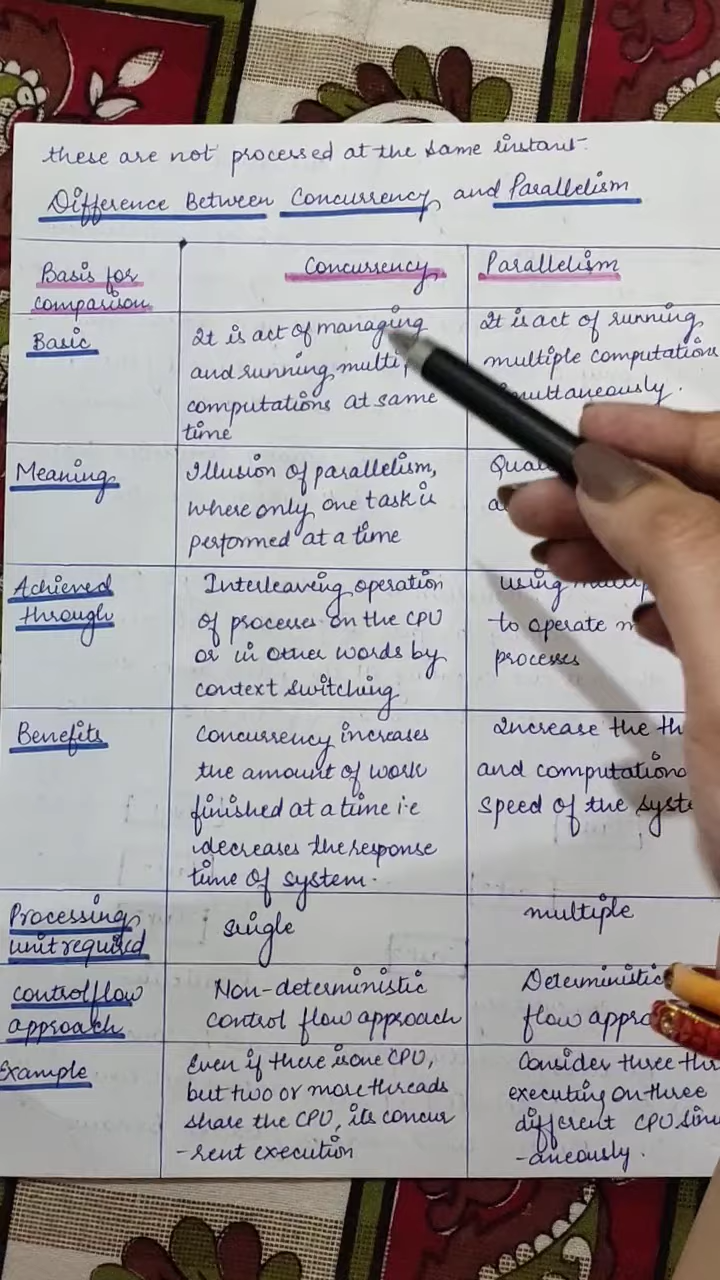 these are not processed at the same instant.
Difference Between Concurrency and Parallelism
Basis for comparison
Concurrency
Parallelism
Basic
It is act of managing
and running
computations at same
time
It is act of running
multiple computations
Meaning
Illusion of parallelism,
where only one task is
performed at a time
Achieved
through
Interleaving operation
of processes on the CPU
or in other words by
context switching
using
to operate
processes
Benefits
Concurrency increases
the amount of work
finished at a time i.e
decreases the response
time of system.
Increase the
and computations
speed of the
Processing
unit required
single
multiple
control flow
approach
Non-deterministic
control flow approach
Deterministic
flow
Example
Even if there is one CPU,
but two or more threads
share the CPU, its concur
-rent execution
Consider three
executing on three
different CPU
-aneously.